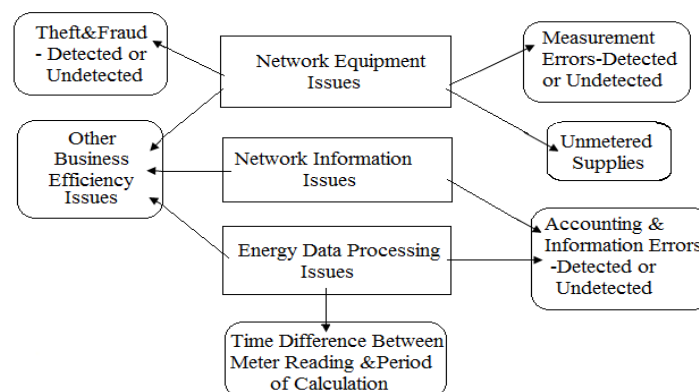 Theft&Fraud
- Detected or
Undetected
Network Equipment
Issues
Measurement
Errors-Detected
or Undetected
Other
Business
Efficiency
Issues
Network Information
Issues
Unmetered
Supplies
Energy Data Processing
Issues
Accounting &
Information Errors
-Detected or
Undetected
Time Difference Between
Meter Reading &Period
of Calculation